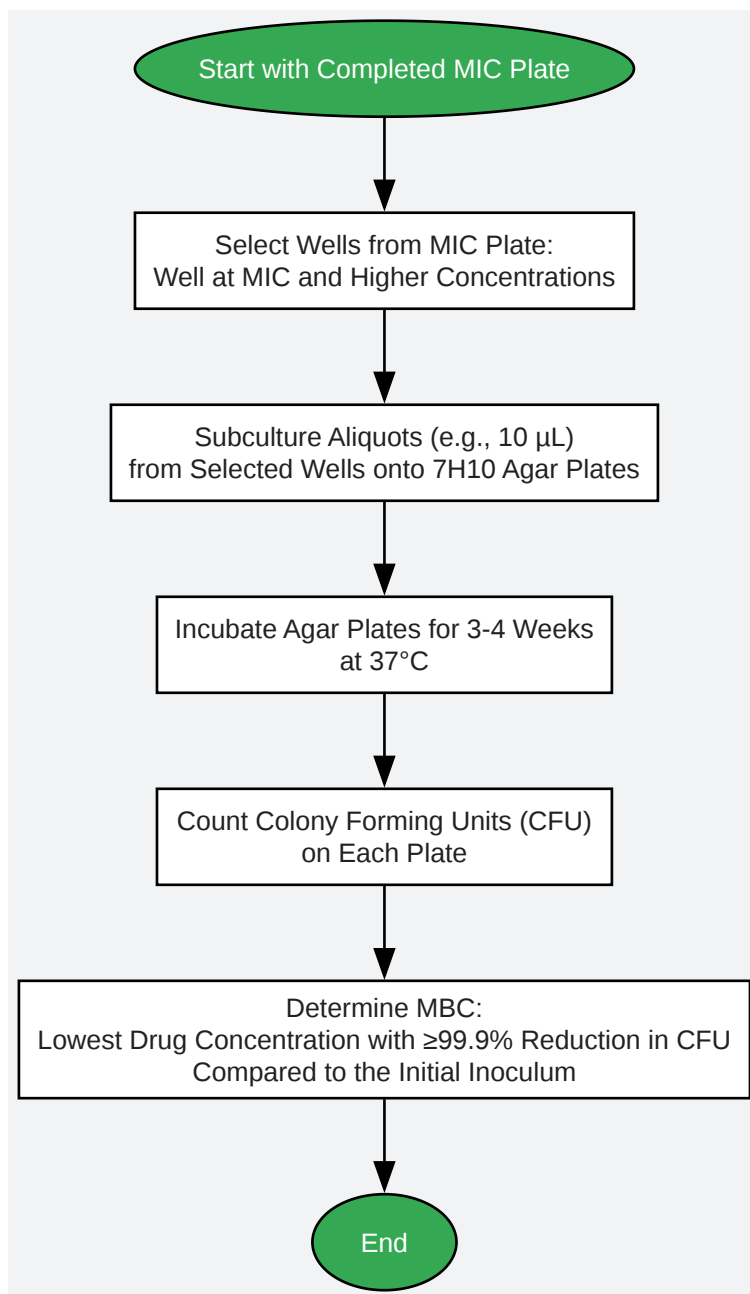 Start with Completed MIC Plate
Select Wells from MIC Plate:
Well at MIC and Higher Concentrations
Subculture Aliquots (e.g., 10 µL)
from Selected Wells onto 7H10 Agar Plates
Incubate Agar Plates for 3-4 Weeks
at 37°C
Count Colony Forming Units (CFU)
on Each Plate
Determine MBC:
Lowest Drug Concentration with ≥99.9% Reduction in CFU
Compared to the Initial Inoculum
End